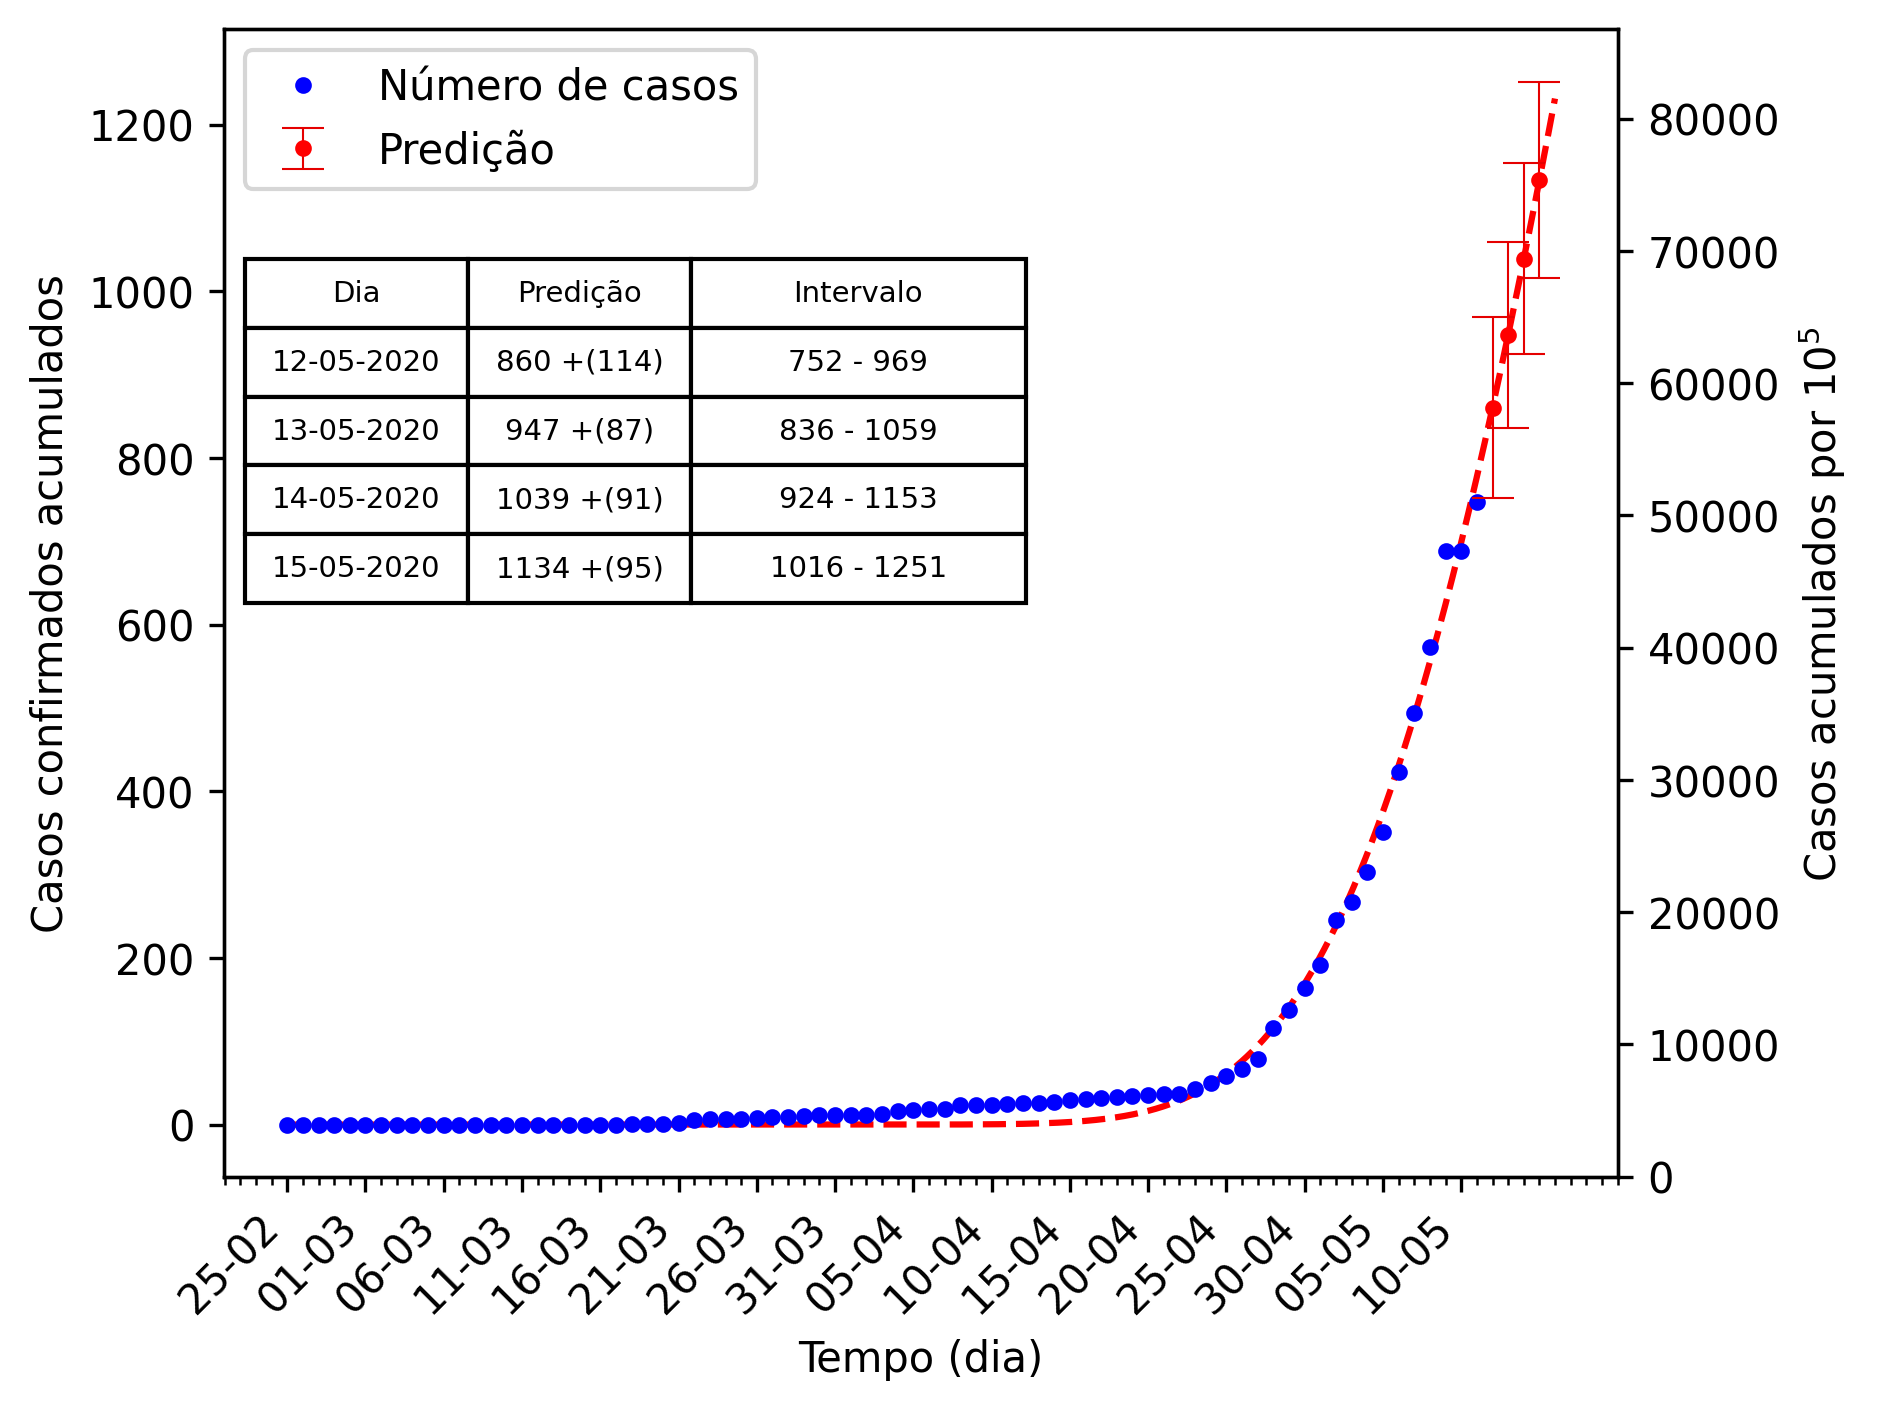 Número de casos
Predição
Dia Predição Intervalo
12-05-2020 860 +(114) 752 - 969
13-05-2020 947 +(87) 836 - 1059
14-05-2020 1039 +(91) 924 - 1153
15-05-2020 1134 +(95) 1016 - 1251
Casos confirmados acumulados
1200
1000
800
600
400
200
0
80000
70000
60000
50000
40000
30000
20000
10000
0
Casos acumulados por 10⁵
25-02 01-03 06-03 11-03 16-03 21-03 26-03 31-03 05-04 10-04 15-04 20-04 25-04 30-04 05-05 10-05
Tempo (dia)